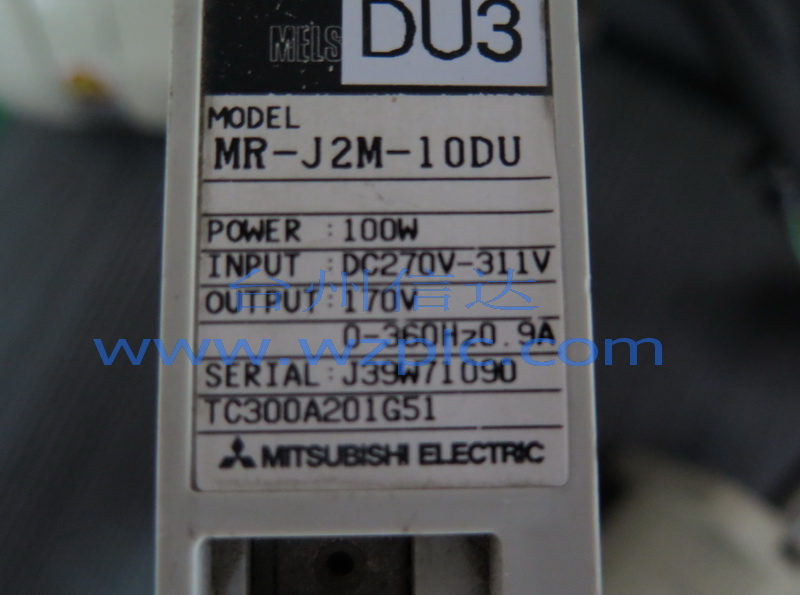 MELS
DU3
MODEL
MR-J2M-10DU
POWER : 100W
INPUT : DC270V-311V
台州信达
OUTPUT : 170V
0-360Hz0.9A
www.wzplc.com
SERIAL : J39W71090
TC300A201G51
MITSUBISHI ELECTRIC